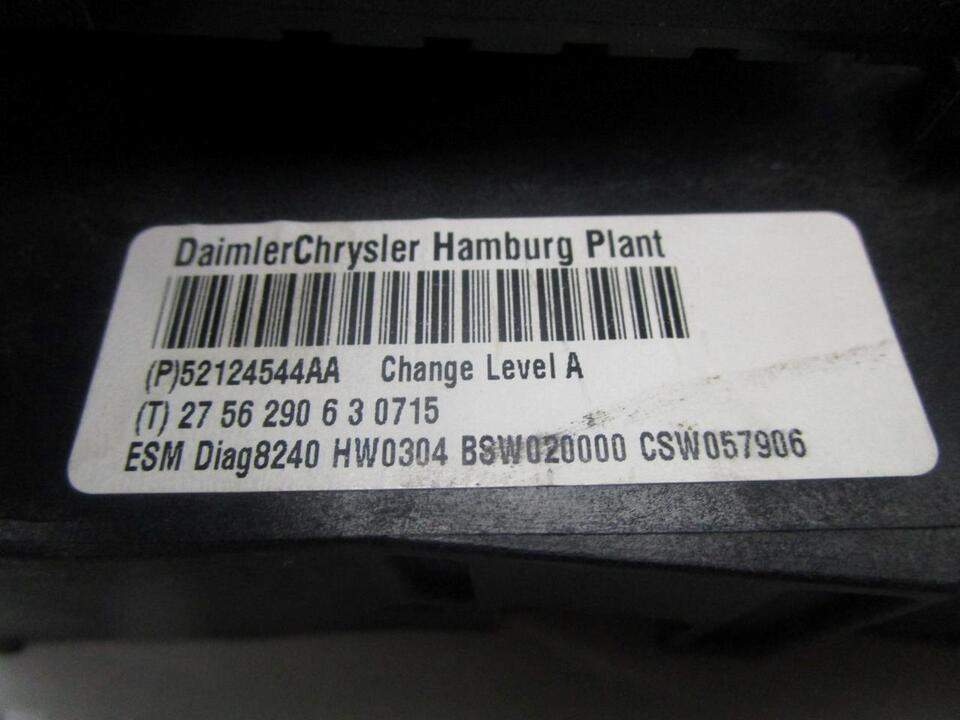 DaimlerChrysler Hamburg Plant
(P)52124544AA Change Level A
(T) 27 56 290 6 3 0715
ESM Diag8240 HW0304 BSW020000 CSW057906